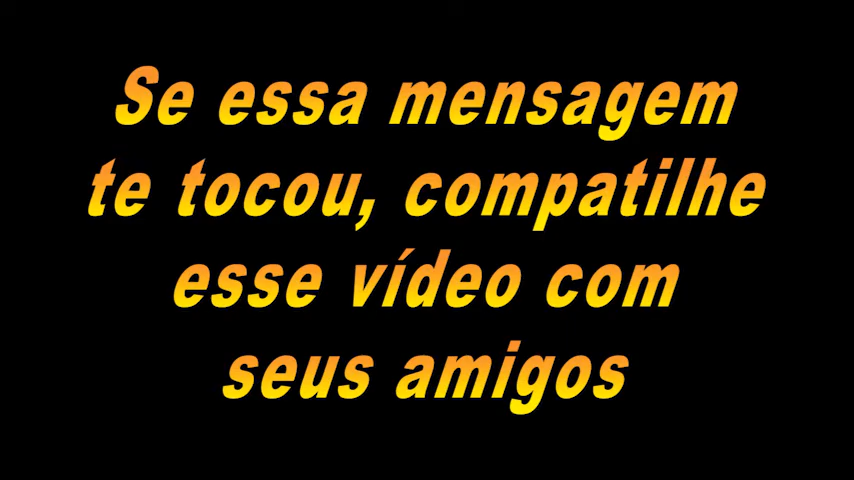 Se essa mensagem
te tocou, compatilhe
esse vídeo com
seus amigos